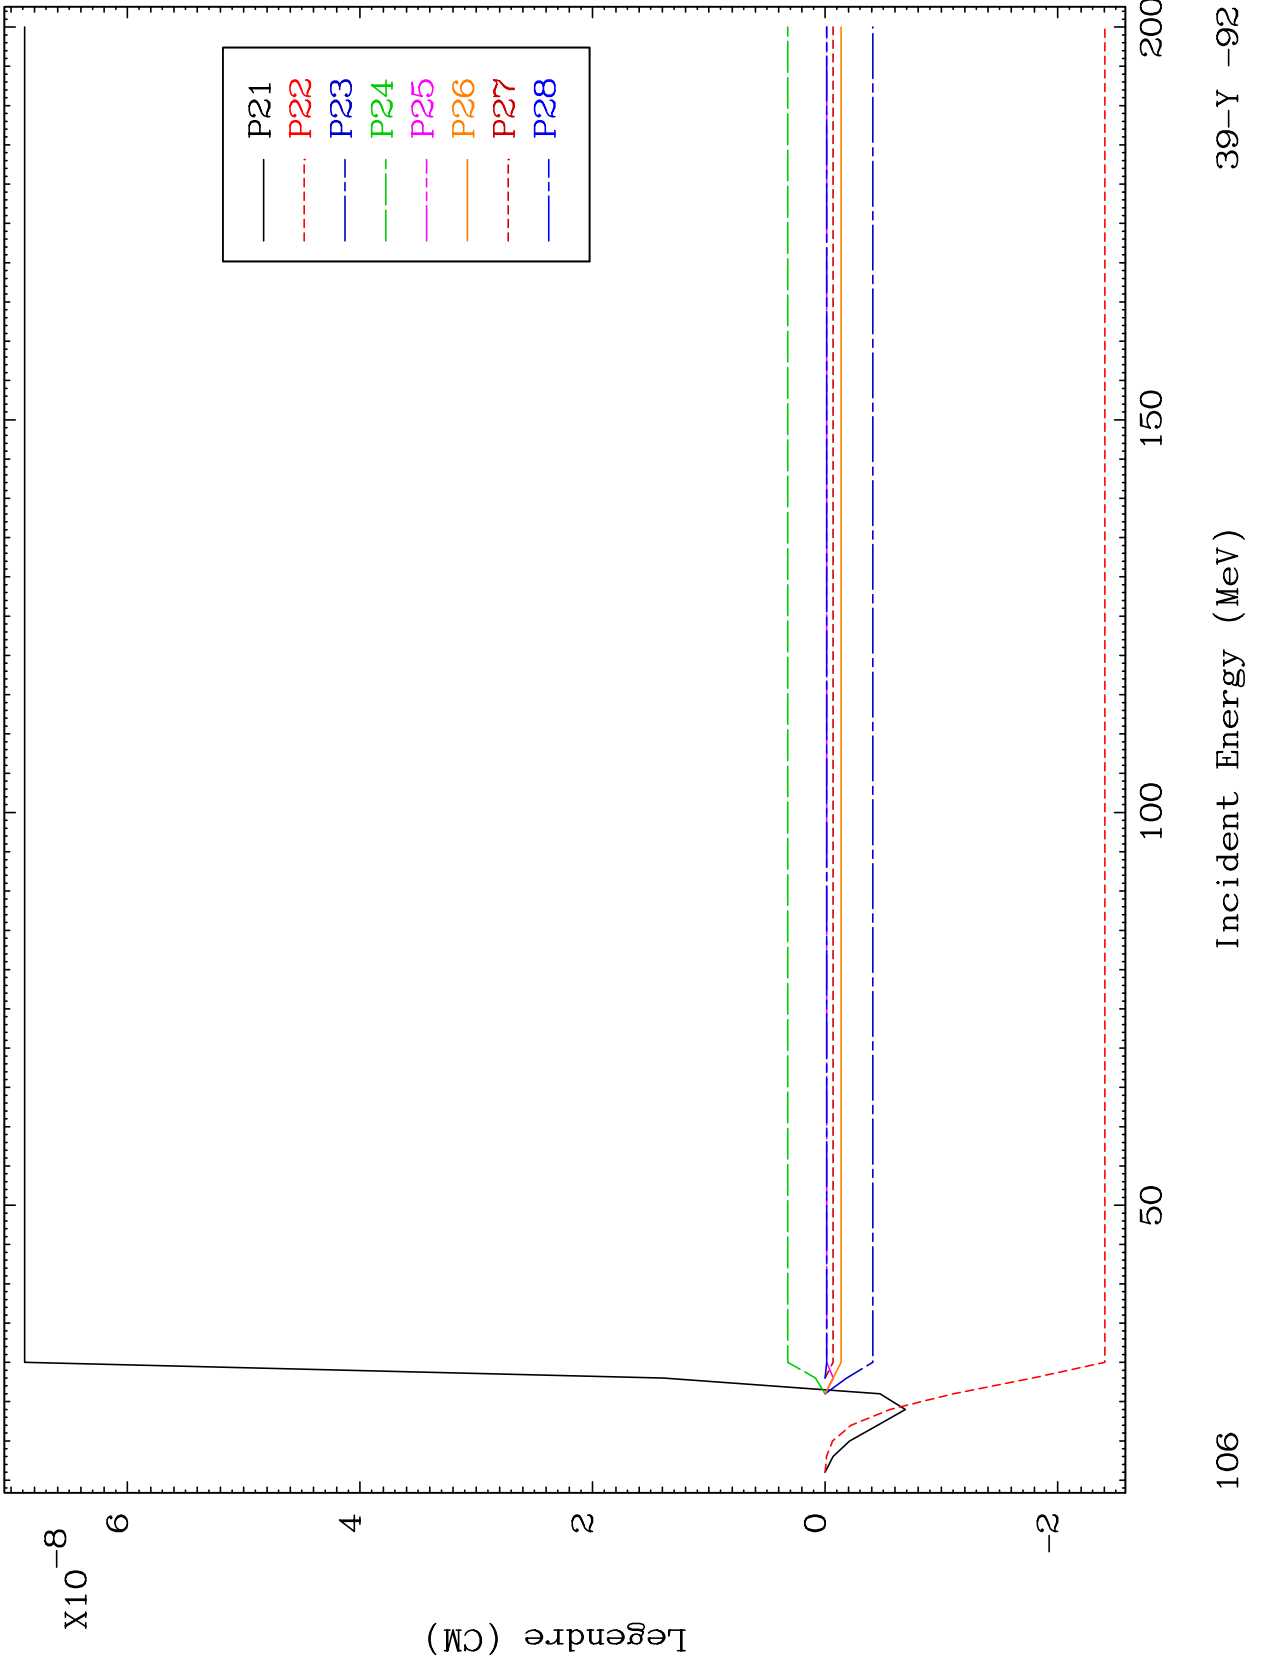 X10-8
6
4
2
0
-2
Legendre (CM)
P21
P22
P23
P24
P25
P26
P27
P28
50
100
150
200
Incident Energy (MeV)
106
39-Y -92